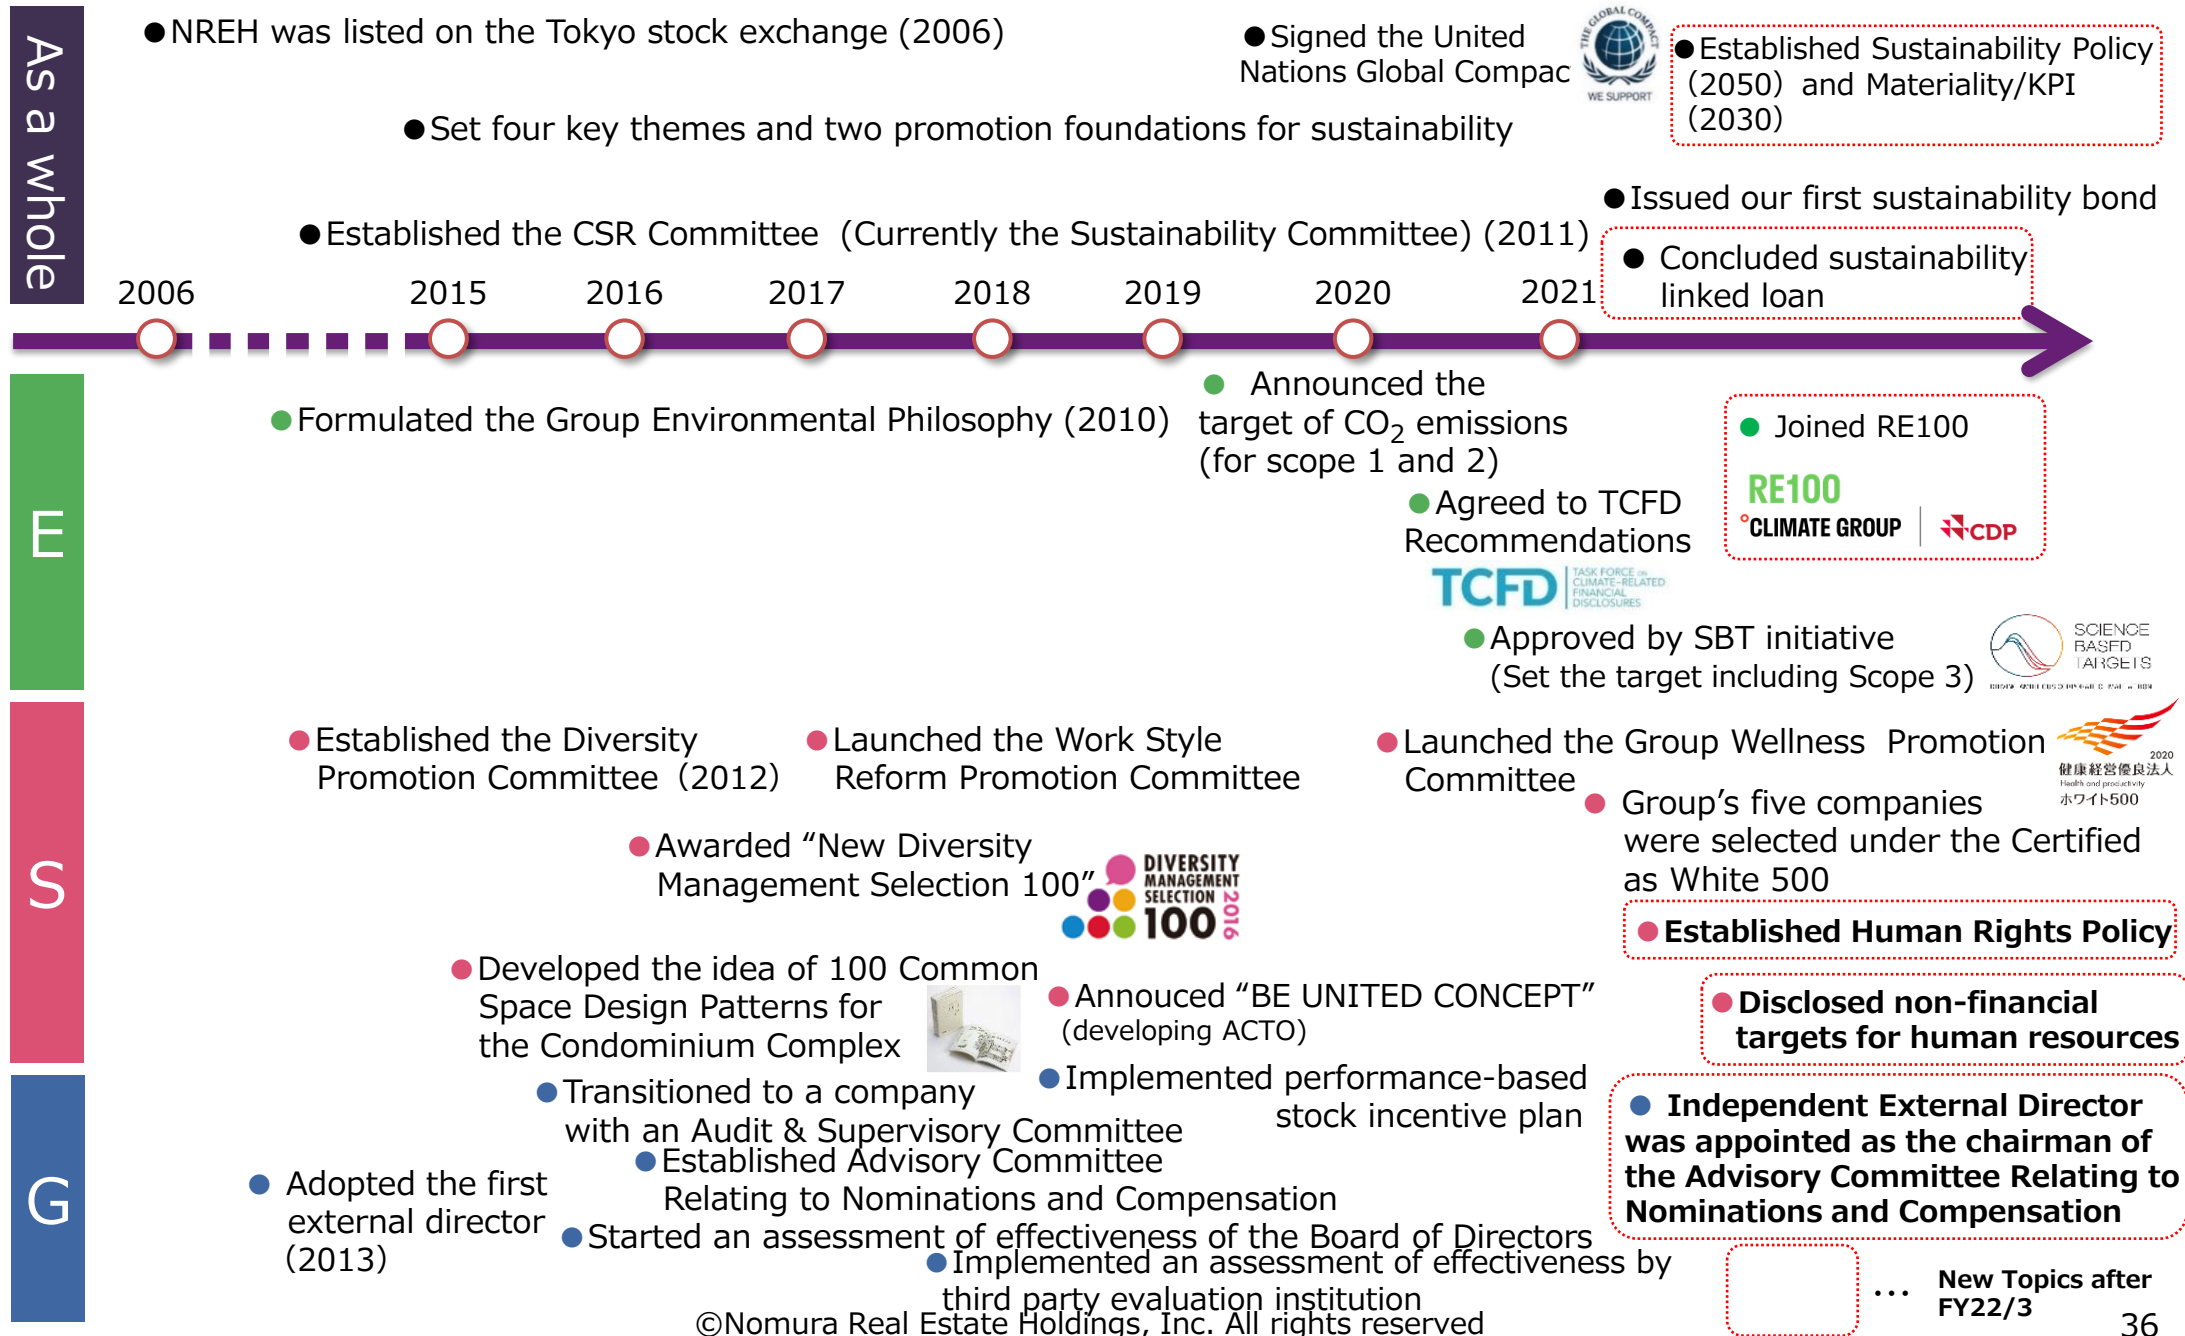 As a whole
●NREH was listed on the Tokyo stock exchange (2006)
●Signed the United
Nations Global Compac
THE GLOBAL COMPACT
WE SUPPORT
●Established Sustainability Policy
（2050）and Materiality/KPI
（2030）
●Set four key themes and two promotion foundations for sustainability
●Issued our first sustainability bond
●Established the CSR Committee (Currently the Sustainability Committee) (2011)
● Concluded sustainability
linked loan
2006 2015 2016 2017 2018 2019 2020 2021
E
●Formulated the Group Environmental Philosophy (2010)
● Announced the
target of CO₂ emissions
(for scope 1 and 2)
● Joined RE100
RE100
°CLIMATE GROUP
CDP
●Agreed to TCFD
Recommendations
TCFD
TASK FORCE ON
CLIMATE-RELATED
FINANCIAL
DISCLOSURES
●Approved by SBT initiative
(Set the target including Scope 3)
SCIENCE
BASED
TARGETS
S
●Established the Diversity
Promotion Committee（2012）
●Launched the Work Style
Reform Promotion Committee
●Launched the Group Wellness Promotion
Committee
2020
健康経営優良法人
Health and productivity
ホワイト500
● Group's five companies
were selected under the Certified
as White 500
●Awarded “New Diversity
Management Selection 100”
DIVERSITY
MANAGEMENT
SELECTION
100
2016
●Established Human Rights Policy
●Developed the idea of 100 Common
Space Design Patterns for
the Condominium Complex
●Annouced “BE UNITED CONCEPT”
(developing ACTO)
●Disclosed non-financial
targets for human resources
G
●Transitioned to a company
with an Audit & Supervisory Committee
●Implemented performance-based
stock incentive plan
● Independent External Director
was appointed as the chairman of
the Advisory Committee Relating to
Nominations and Compensation
●Established Advisory Committee
Relating to Nominations and Compensation
● Adopted the first
external director
（2013）
●Started an assessment of effectiveness of the Board of Directors
●Implemented an assessment of effectiveness by
third party evaluation institution
… New Topics after
FY22/3
©Nomura Real Estate Holdings, Inc. All rights reserved
36